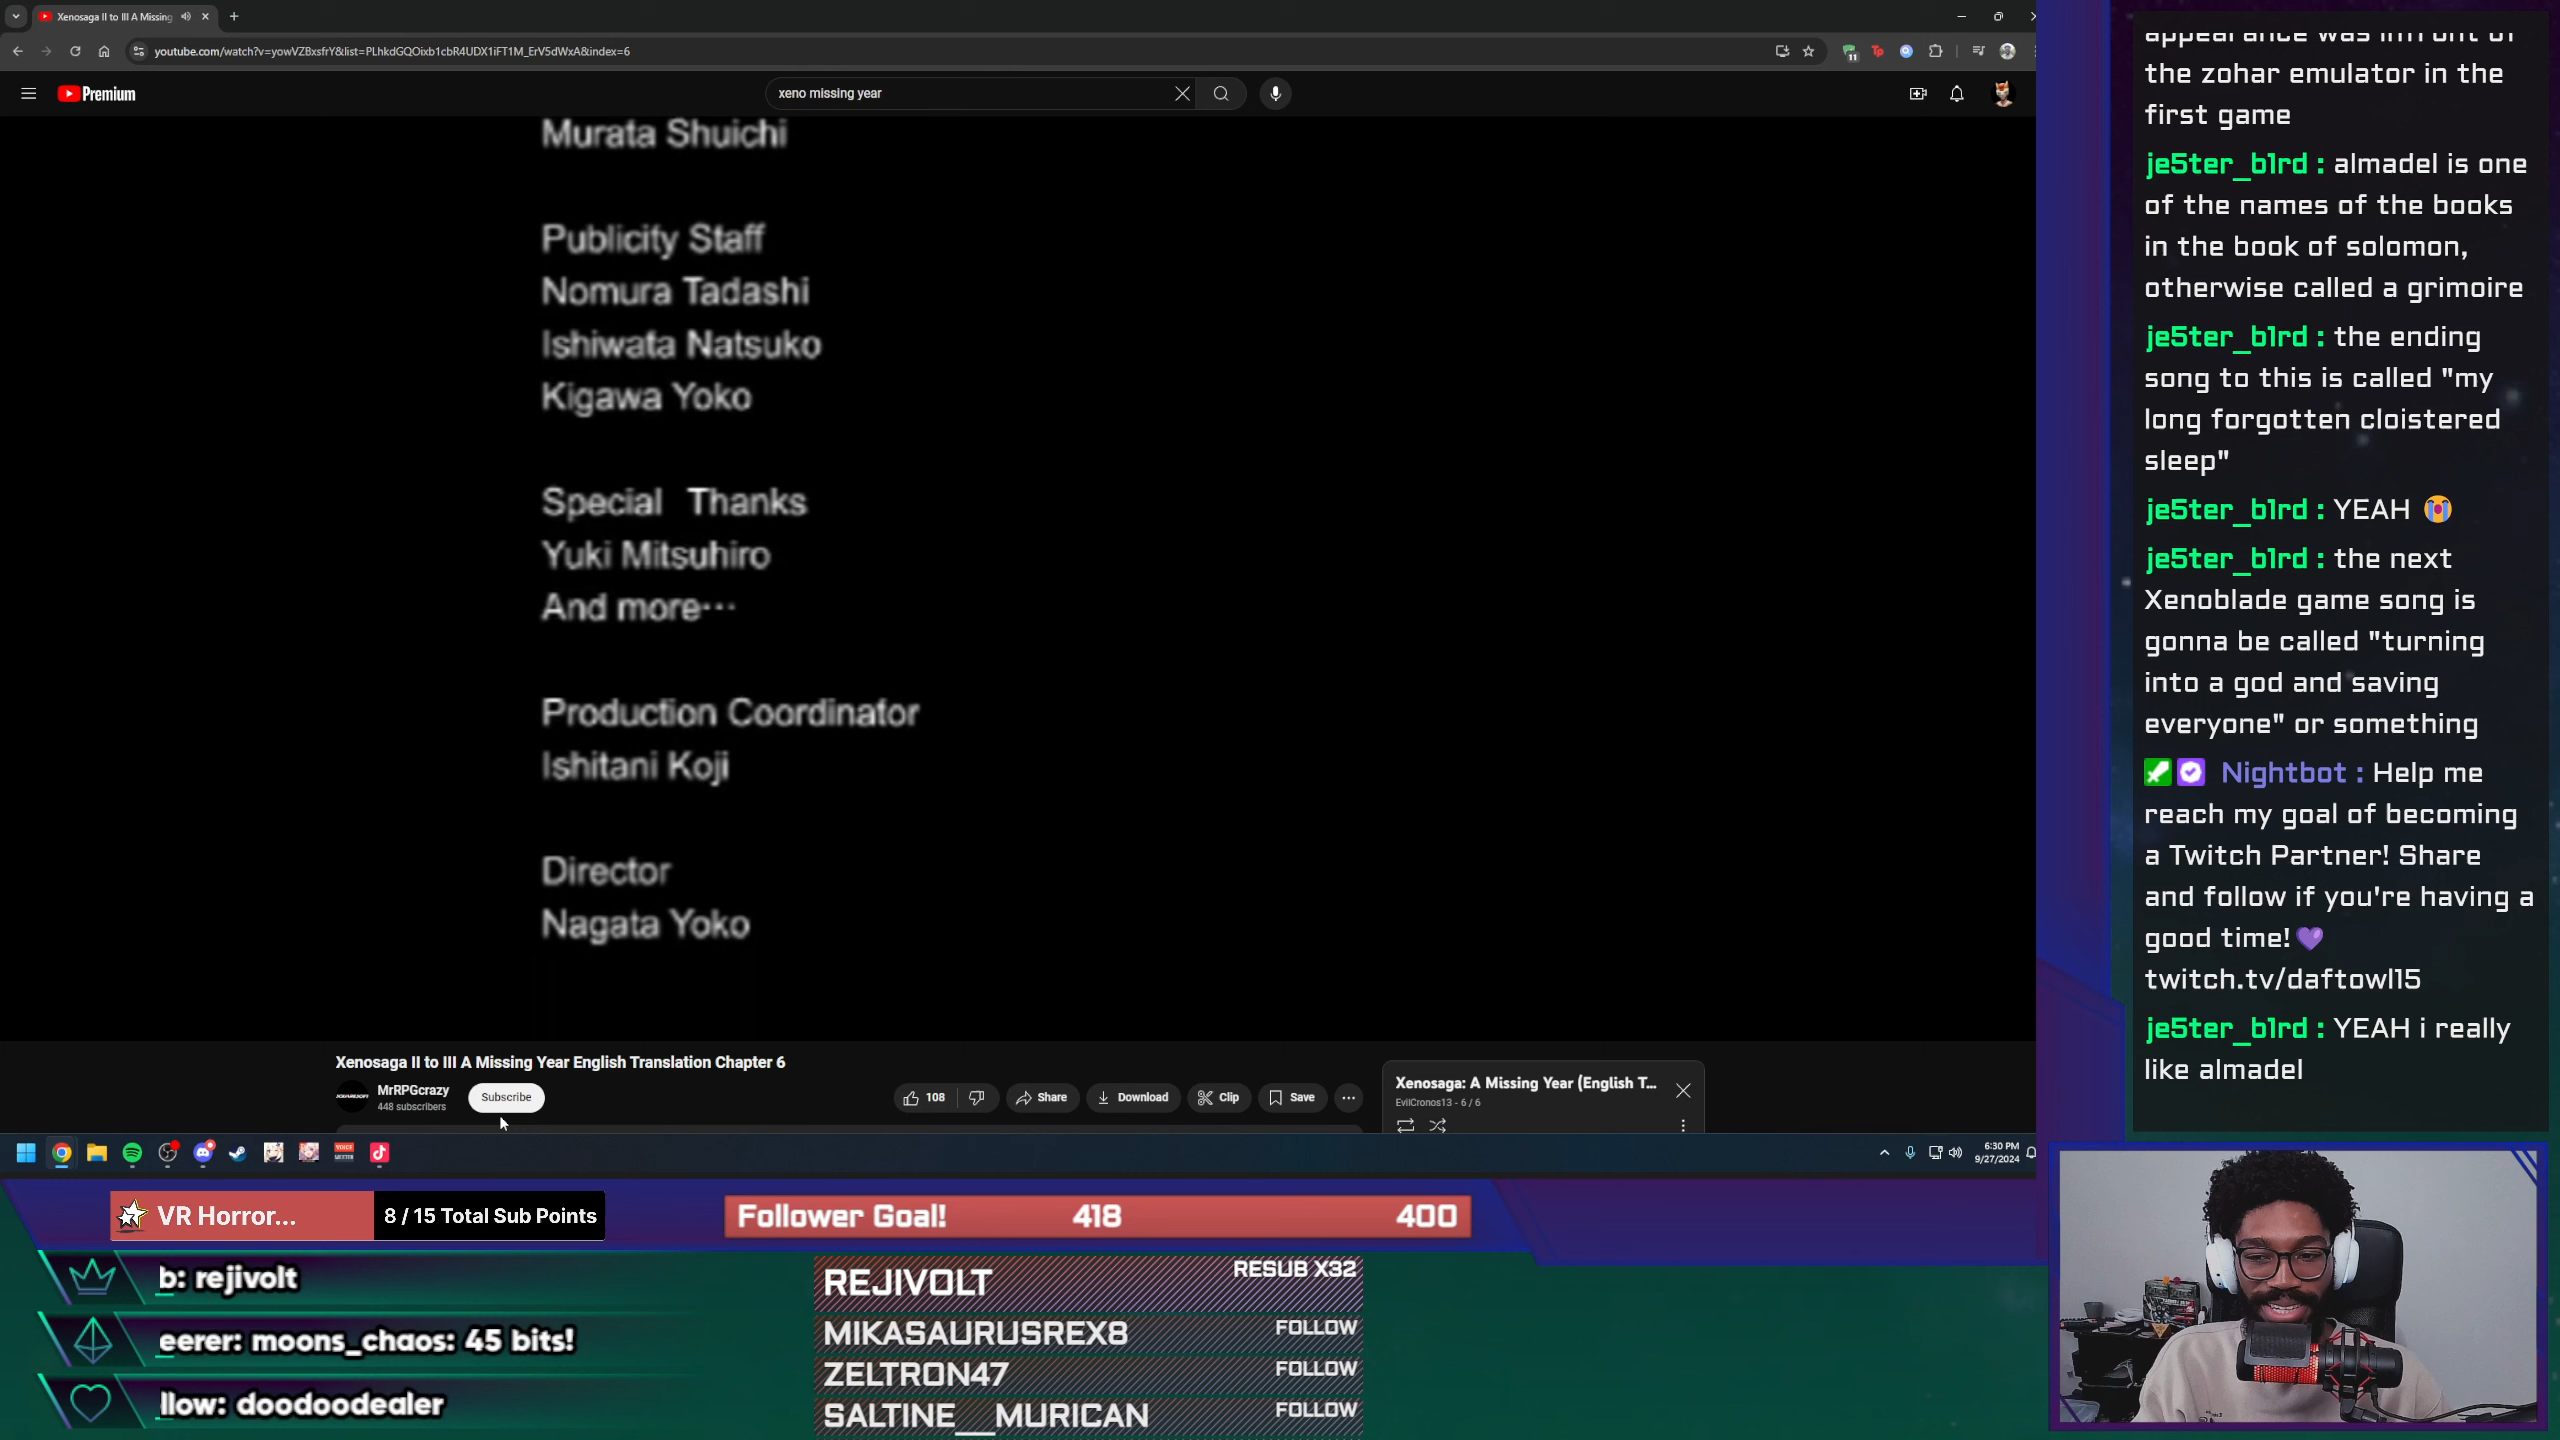 Xenosaga II to III A Missing
youtube.com/watch?v=yowVZBxsfrY&list=PLhkdGQOixb1cbR4UDX1iFT1M_ErV5dWxA&index=6
11
Tp
Premium
xeno missing year
Murata Shuichi
Publicity Staff
Nomura Tadashi
Ishiwata Natsuko
Kigawa Yoko
Special Thanks
Yuki Mitsuhiro
And more…
Production Coordinator
Ishitani Koji
Director
Nagata Yoko
Xenosaga II to III A Missing Year English Translation Chapter 6
MrRPGcrazy
448 subscribers
Subscribe
108
Share
Download
Clip
Save
Xenosaga: A Missing Year (English T...
EvilCronos13 - 6 / 6
6:30 PM
9/27/2024
appearance was infront of
the zohar emulator in the
first game
je5ter_b1rd : almadel is one
of the names of the books
in the book of solomon,
otherwise called a grimoire
je5ter_b1rd : the ending
song to this is called "my
long forgotten cloistered
sleep"
je5ter_b1rd : YEAH 😭
je5ter_b1rd : the next
Xenoblade game song is
gonna be called "turning
into a god and saving
everyone" or something
Nightbot : Help me
reach my goal of becoming
a Twitch Partner! Share
and follow if you're having a
good time!💜
twitch.tv/daftowl15
je5ter_b1rd : YEAH i really
like almadel
VR Horror...
8 / 15 Total Sub Points
Follower Goal! 418 400
b: rejivolt
eerer: moons_chaos: 45 bits!
llow: doodoodealer
REJIVOLT RESUB X32
MIKASAURUSREX8 FOLLOW
ZELTRON47 FOLLOW
SALTINE__MURICAN FOLLOW